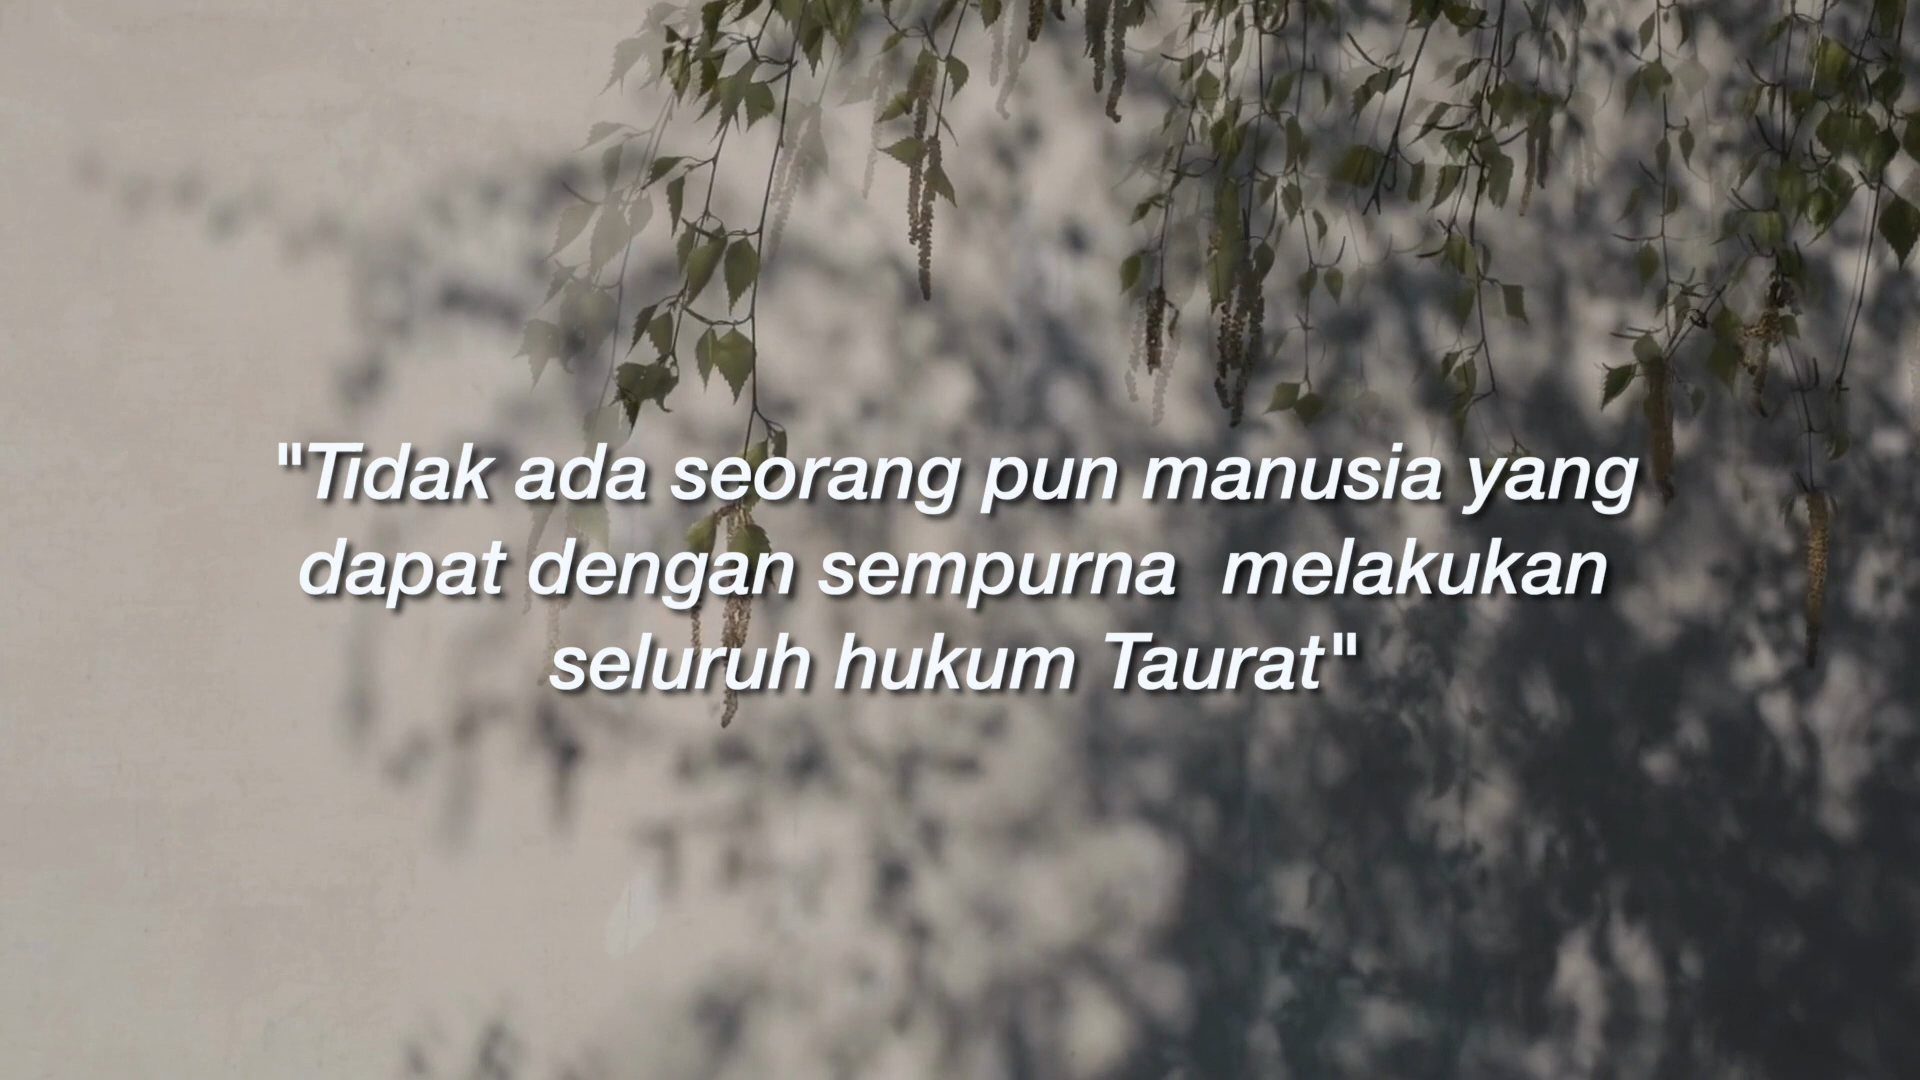 "Tidak ada seorang pun manusia yang
dapat dengan sempurna  melakukan
seluruh hukum Taurat"